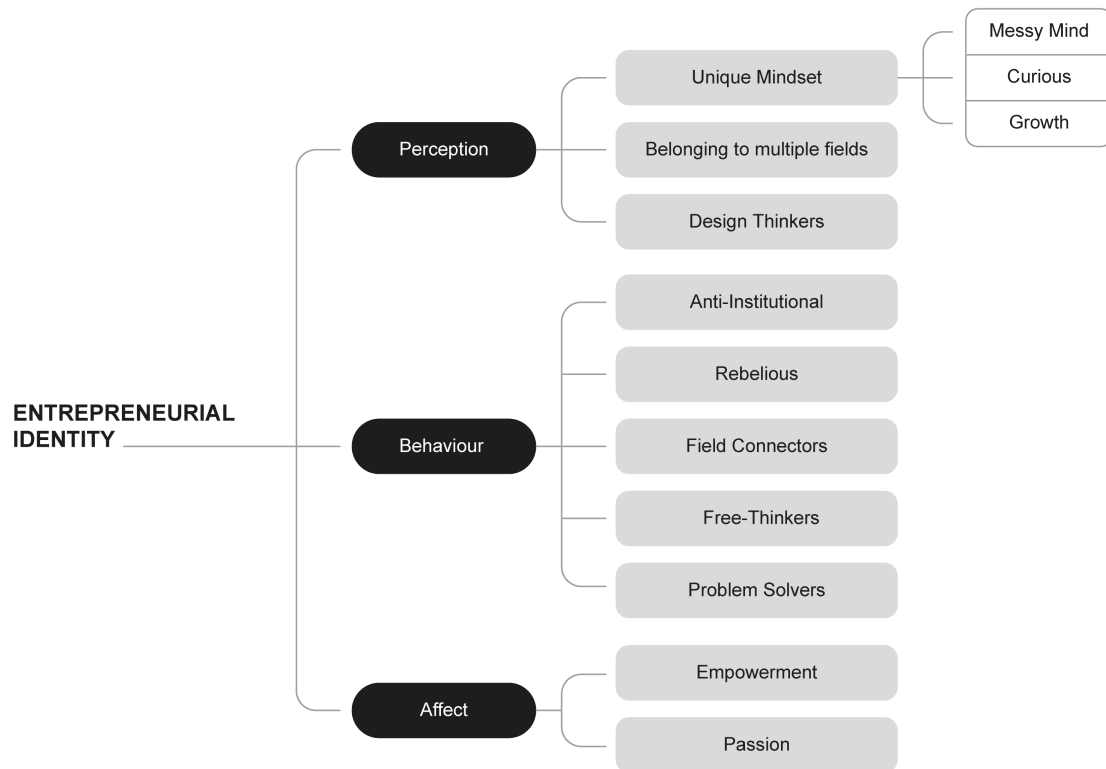 Messy Mind
Unique Mindset
Curious
Growth
Perception
Belonging to multiple fields
Design Thinkers
Anti-Institutional
Rebelious
ENTREPRENEURIAL
IDENTITY
Behaviour
Field Connectors
Free-Thinkers
Problem Solvers
Empowerment
Affect
Passion